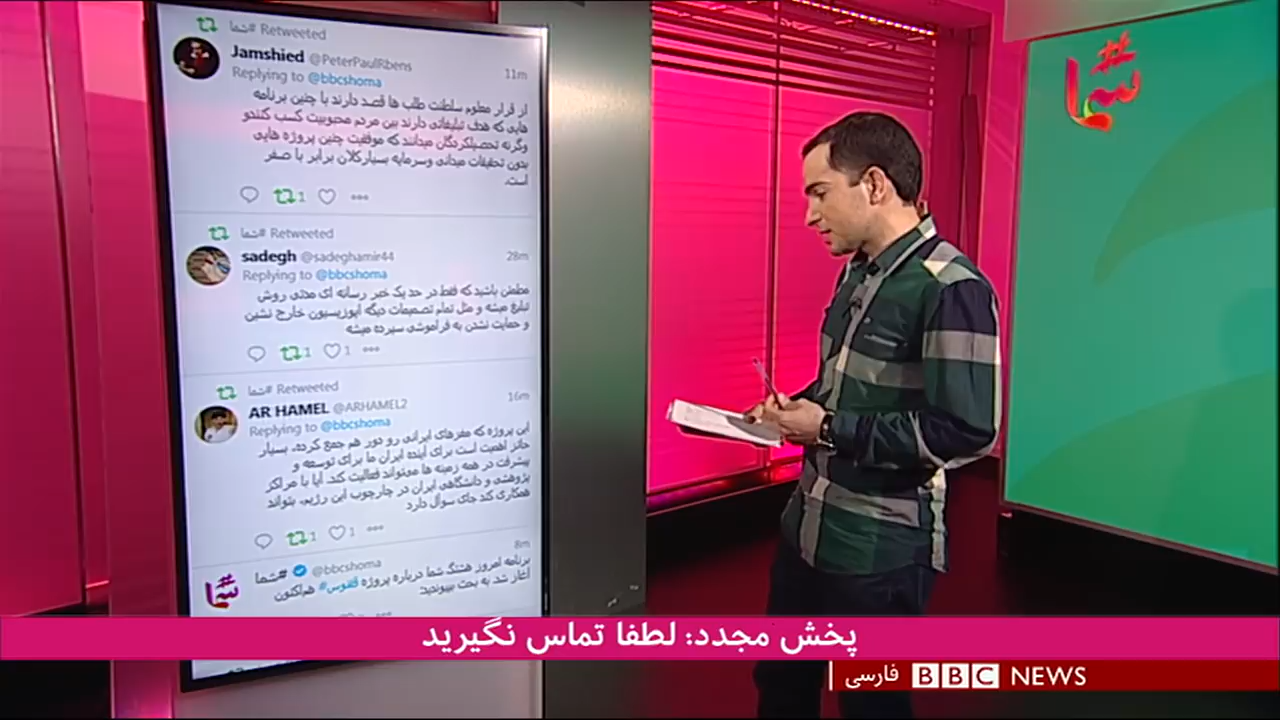 #شما Retweeted
Jamshied @PeterPaulRbens 11m
Replying to @bbcshoma
از قرار معلوم سلطنت طلب ها قصد دارند با چنین برنامه
هایی که هدف تبلیغاتی دارند بین مردم محبوبیت کسب کنندو
وگرنه تحصیلکردگان میدانند که موفقیت چنین پروژه هایی
بدون تحقیقات میدانی وسرمایه بسیارکلان برابر با صفر
است.
1
#شما Retweeted
sadegh @sadeghamir44 28m
Replying to @bbcshoma
مطمئن باشید که فقط در حد یک خبر رسانه ای مدتی روش
تبلیغ میشه و مثل تمام تصمیمات دیگه اپوزیسیون خارج نشین
و حمایت نشدن به فراموشی سپرده میشه
1 1
#شما Retweeted
AR HAMEL @ARHAMEL2 16m
Replying to @bbcshoma
این پروژه که مغزهای ایرانی رو دور هم جمع کرده، بسیار
حائز اهمیت است برای آینده ایران ما برای توسعه و
پیشرفت در همه زمینه ها می‌تواند فعالیت کند. آیا با مراکز
پژوهشی و دانشگاهی ایران در چارچوب این رژیم، بتواند
همکاری کند جای سوال دارد
1 1
#شما @bbcshoma 8m
برنامه امروز هشتگ شما درباره پروژه #ققنوس هم‌اکنون
آغاز شد به بحث بپیوندید
#شما
#شما
پخش مجدد: لطفا تماس نگیرید
BBC NEWS فارسی